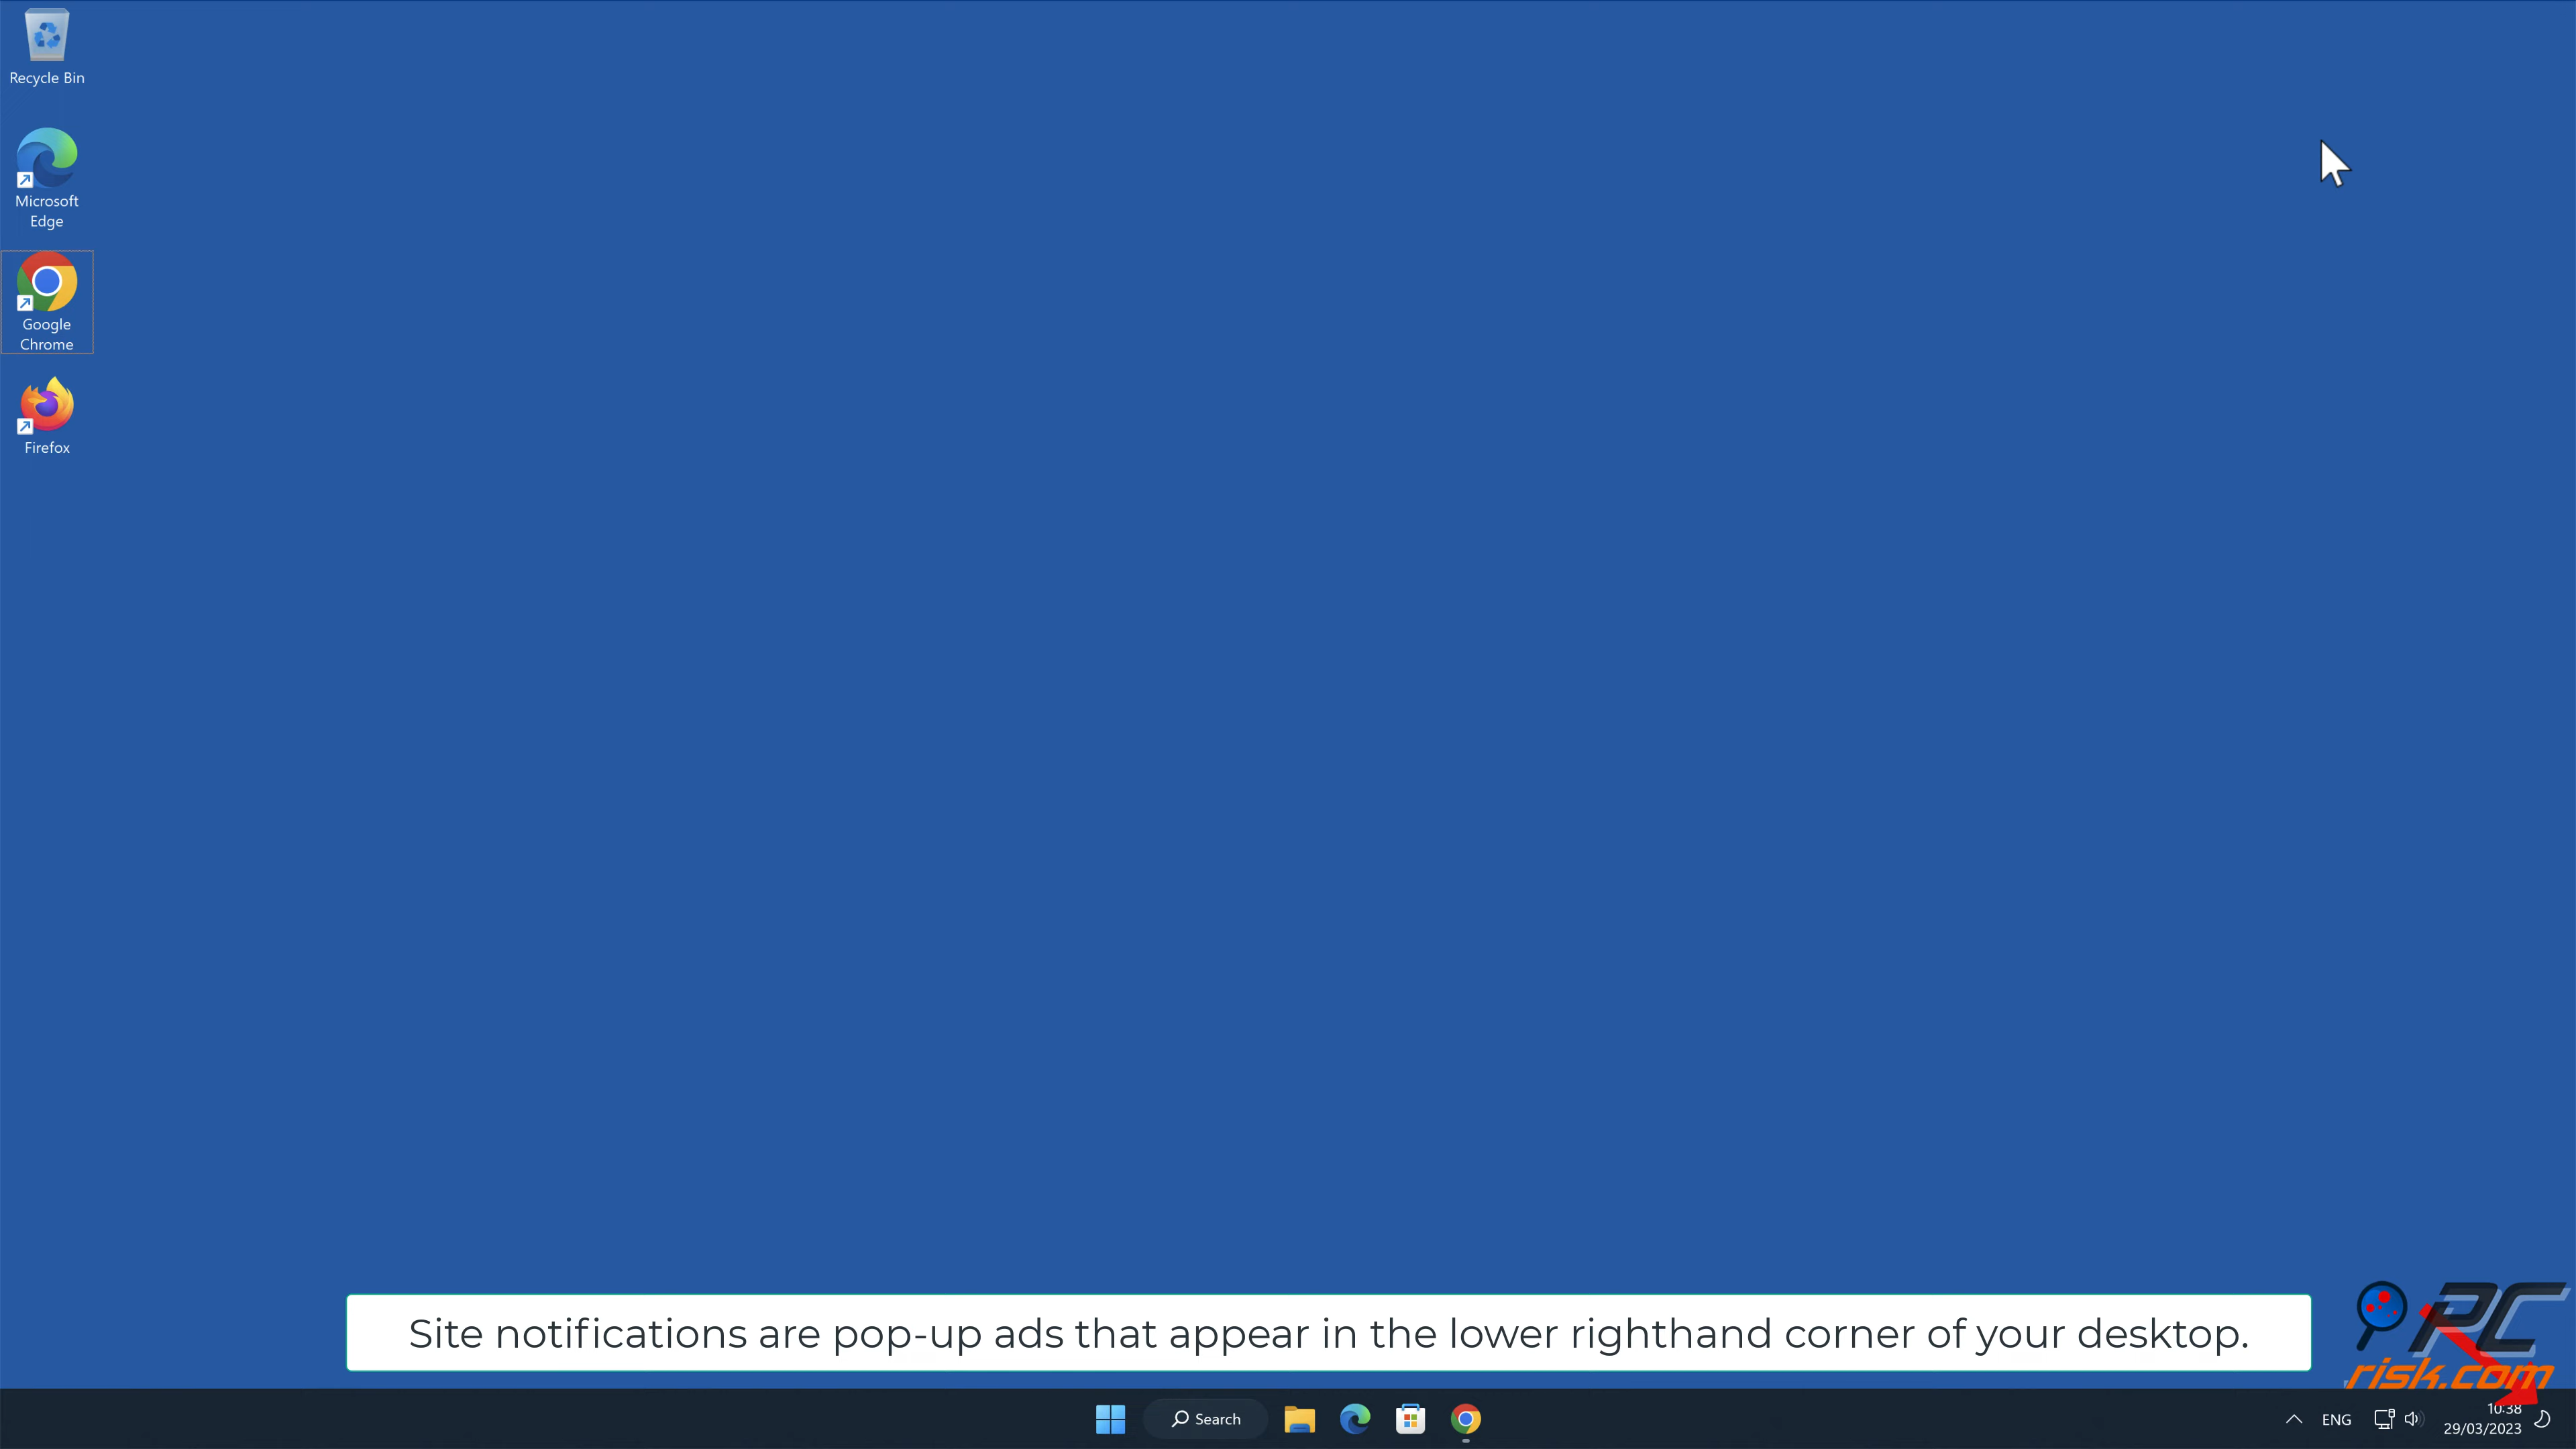 Recycle Bin
Microsoft
Edge
Google
Chrome
Firefox
Site notifications are pop-up ads that appear in the lower righthand corner of your desktop.
PC
risk.com
Search
ENG
10:38
29/03/2023